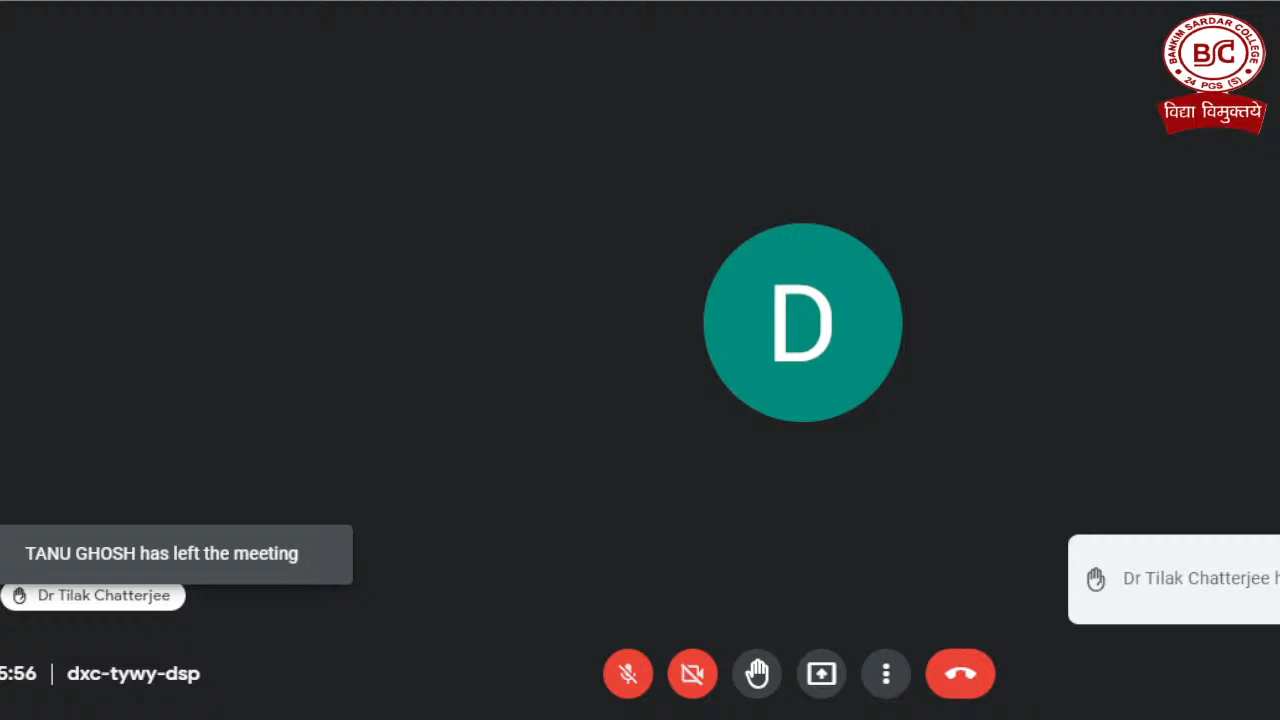 BANKIM SARDAR COLLEGE
BSC
24 PGS (S)
विद्या विमुक्तये
D
TANU GHOSH has left the meeting
Dr Tilak Chatterjee
Dr Tilak Chatterjee h
5:56 | dxc-tywy-dsp